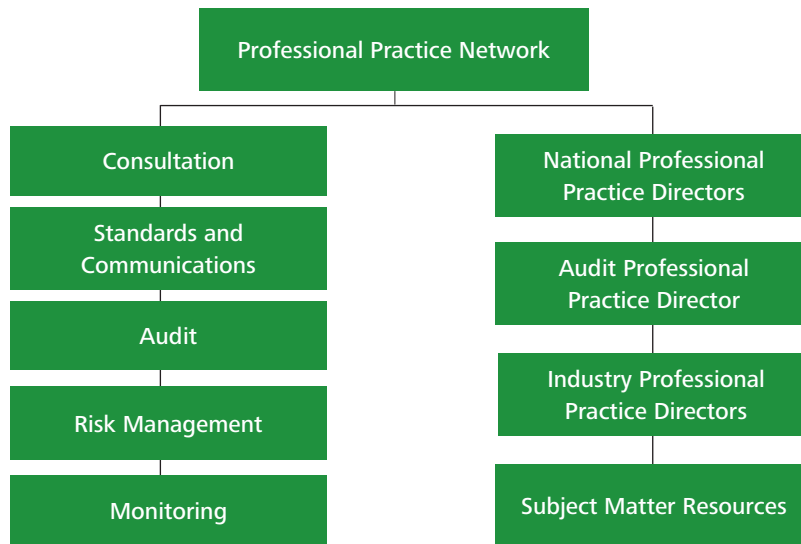 Professional Practice Network
Consultation
Standards and
Communications
Audit
Risk Management
Monitoring
National Professional
Practice Directors
Audit Professional
Practice Director
Industry Professional
Practice Directors
Subject Matter Resources